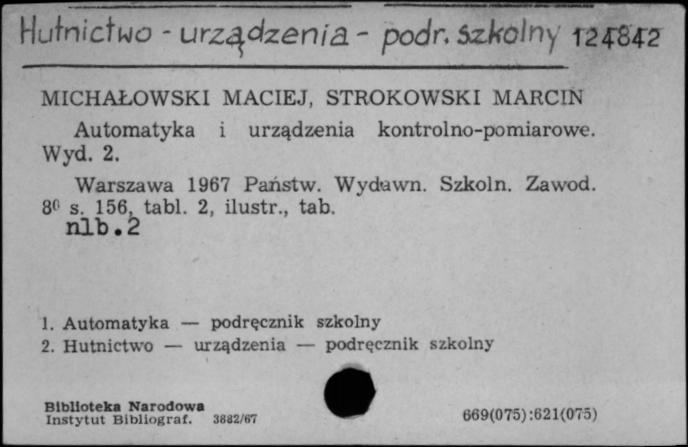 Hutnictwo - urządzenia - podr. szkolny 124842
MICHAŁOWSKI MACIEJ, STROKOWSKI MARCIN
Automatyka i urządzenia kontrolno-pomiarowe.
Wyd. 2.
Warszawa 1967 Państw. Wydawn. Szkoln. Zawod.
8⁰ s. 156, tabl. 2, ilustr., tab.
nlb.2
1. Automatyka — podręcznik szkolny
2. Hutnictwo — urządzenia — podręcznik szkolny
Biblioteka Narodowa
Instytut Bibliograf. 3882/67
669(075):621(075)